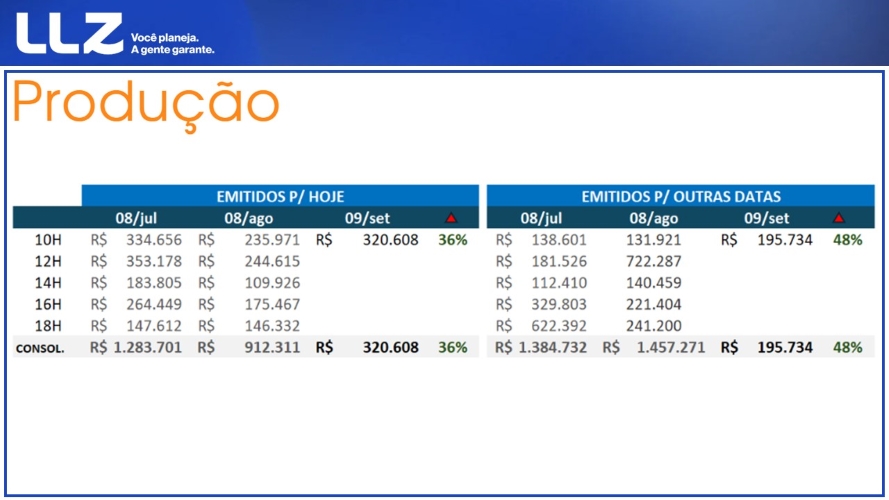 LLZ
Você planeja.
A gente garante.
Produção
EMITIDOS P/ HOJE EMITIDOS P/ OUTRAS DATAS
08/jul 08/ago 09/set 08/jul 08/ago 09/set
10H R$ 334.656 R$ 235.971 R$ 320.608 36% R$ 138.601 131.921 R$ 195.734 48%
12H R$ 353.178 R$ 244.615 R$ 181.526 722.287
14H R$ 183.805 R$ 109.926 R$ 112.410 140.459
16H R$ 264.449 R$ 175.467 R$ 329.803 221.404
18H R$ 147.612 R$ 146.332 R$ 622.392 241.200
CONSOL. R$ 1.283.701 R$ 912.311 R$ 320.608 36% R$ 1.384.732 R$ 1.457.271 R$ 195.734 48%